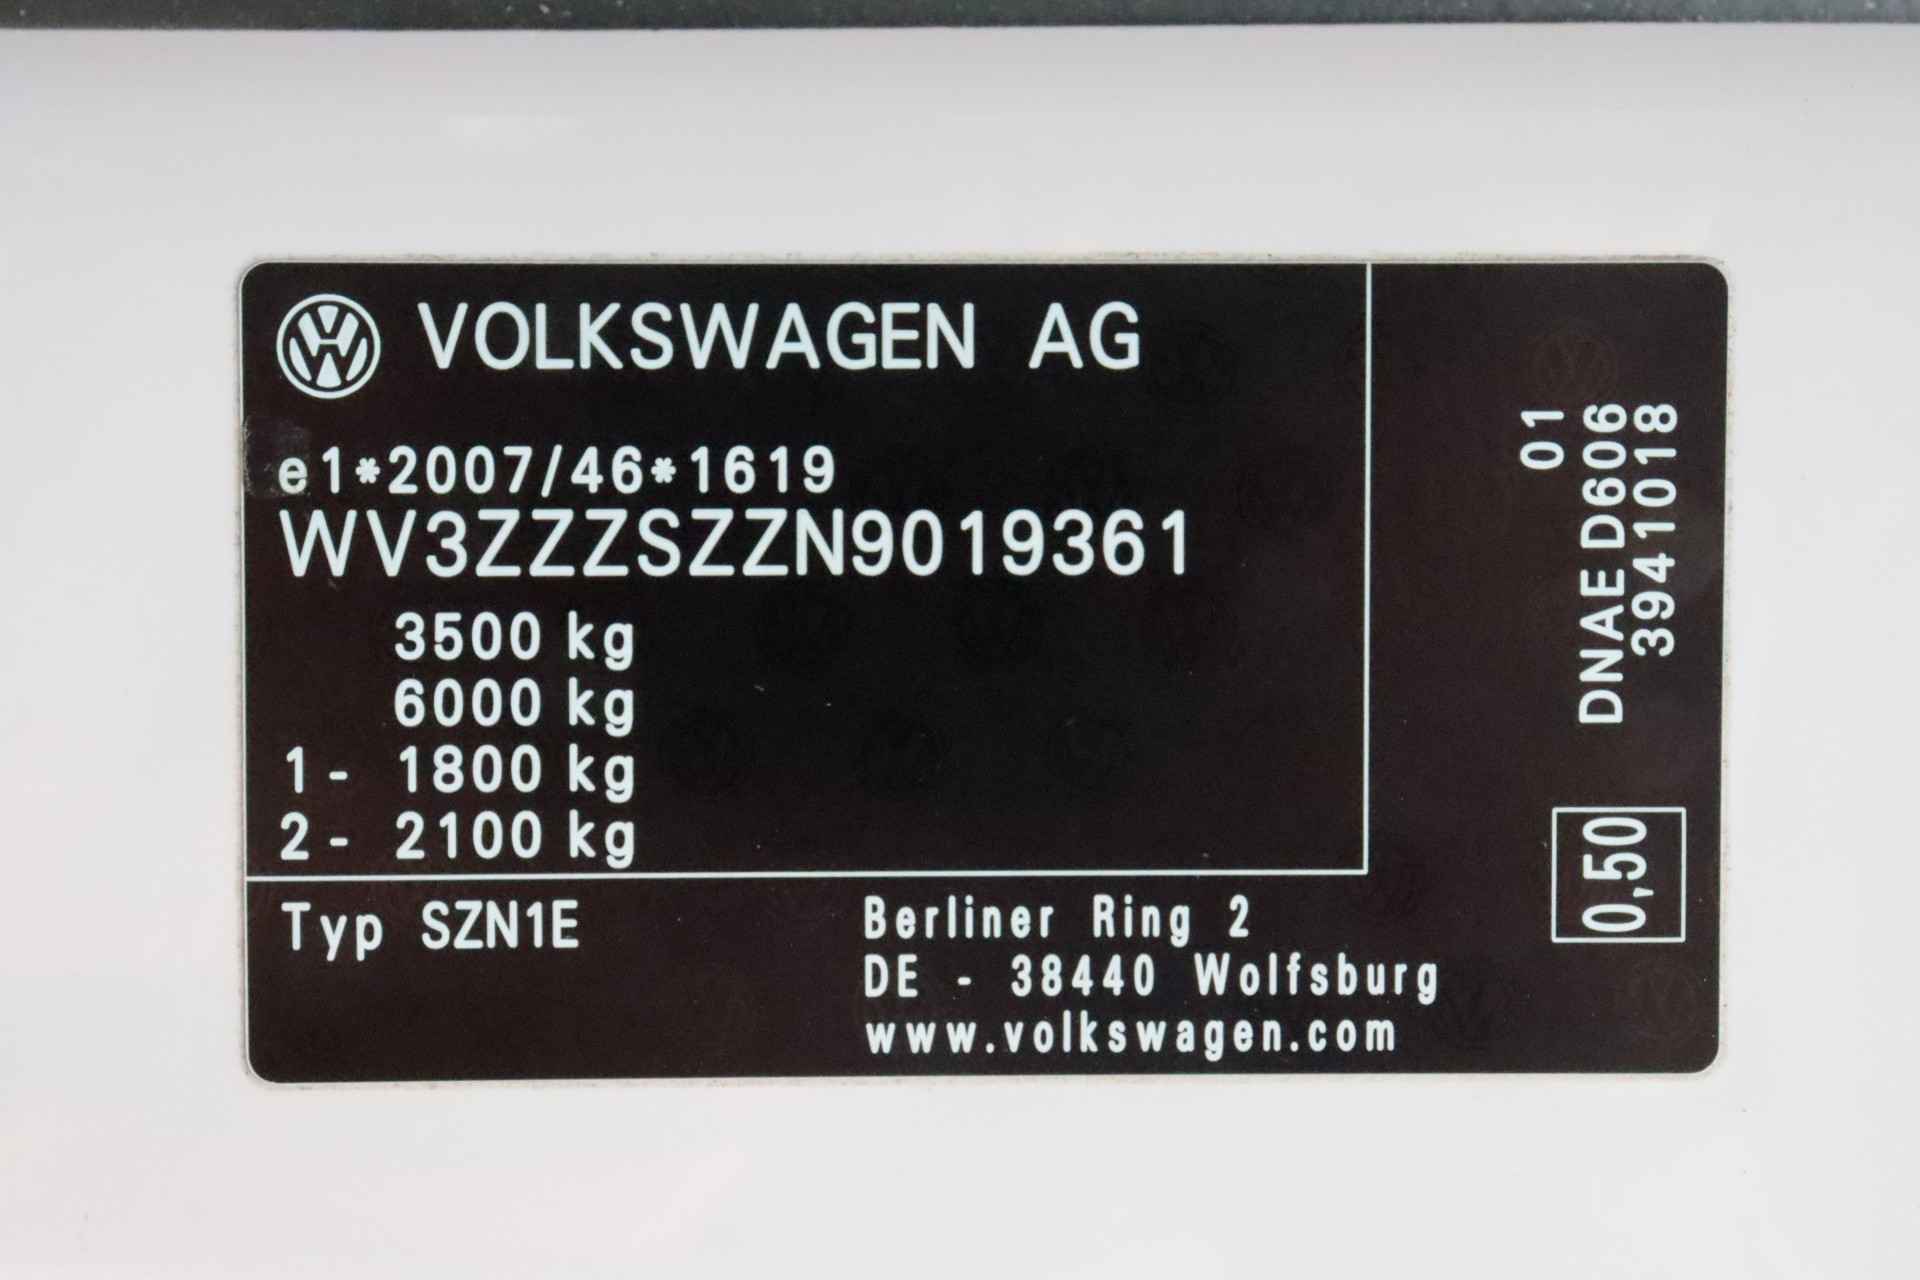 VOLKSWAGEN AG
e1*2007/46*1619
WV3ZZZSZZN9019361
3500 kg
6000 kg
1- 1800 kg
2- 2100 kg
Typ SZN1E
Berliner Ring 2
DE - 38440 Wolfsburg
www.volkswagen.com
01
DNAE D606
3941018
0,50